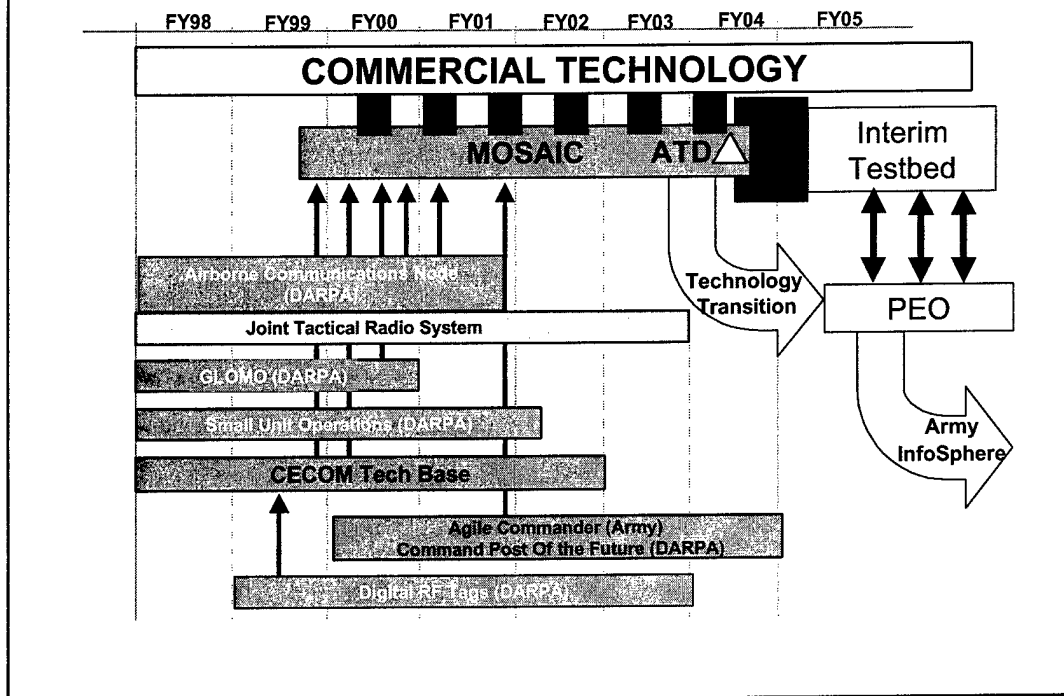 FY98 FY99 FY00 FY01 FY02 FY03 FY04 FY05
COMMERCIAL TECHNOLOGY
MOSAIC ATD
Interim
Testbed
Airborne Communications Node
(DARPA)
Technology
Transition
PEO
Joint Tactical Radio System
GLOMO (DARPA)
Small Unit Operations (DARPA)
Army
InfoSphere
CECOM Tech Base
Agile Commander (Army)
Command Post Of the Future (DARPA)
Digital RF Tags (DARPA)